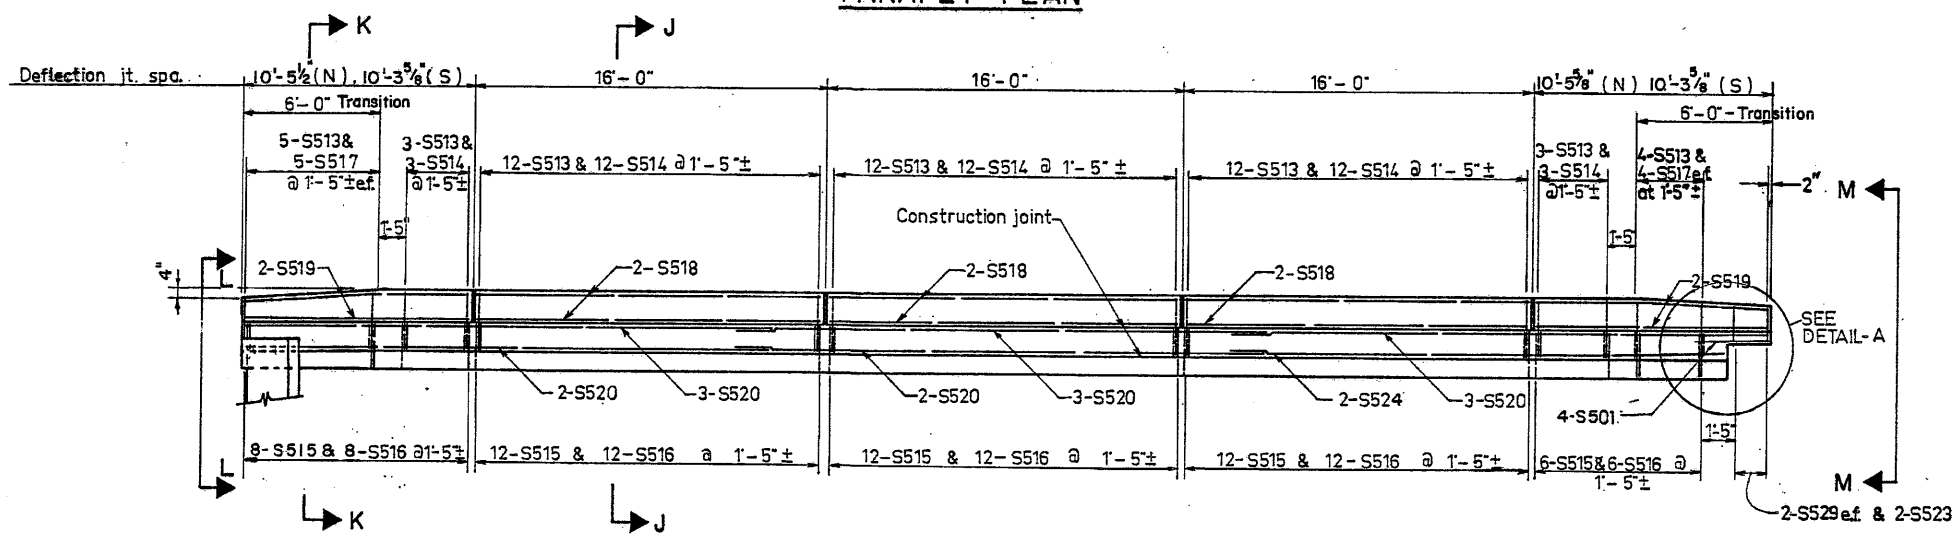 PARAPET PLAN
K
J
Deflection jt. spa.
10'-5½"(N), 10'-3⅝"(S)
16'-0"
16'-0"
16'-0"
10'-5⅝" (N) 10'-3⅝" (S)
6'-0" Transition
6'-0"-Transition
5-S513&
5-S517
@ 1'-5"±ef.
3-S513&
3-S514
@1'-5"±
12-S513 & 12-S514 @ 1'-5"±
12-S513 & 12-S514 @ 1'-5"±
12-S513 & 12-S514 @ 1'-5"±
3-S513 &
3-S514
@1'-5"±
4-S513 &
4-S517ef.
at 1'-5"±
2"
M
1'-5"
Construction joint
1'-5"
L
4"
2-S519
2-S518
2-S518
2-S518
2-S519
SEE
DETAIL-A
2-S520
3-S520
2-S520
3-S520
2-S524
3-S520
4-S501
1'-5"
8-S515 & 8-S516 @1'-5"±
12-S515 & 12-S516 @ 1'-5"±
12-S515 & 12-S516 @ 1'-5"±
12-S515 & 12-S516 @ 1'-5"±
6-S515&6-S516 @
1'-5"±
L
M
K
J
2-S529ef. & 2-S523